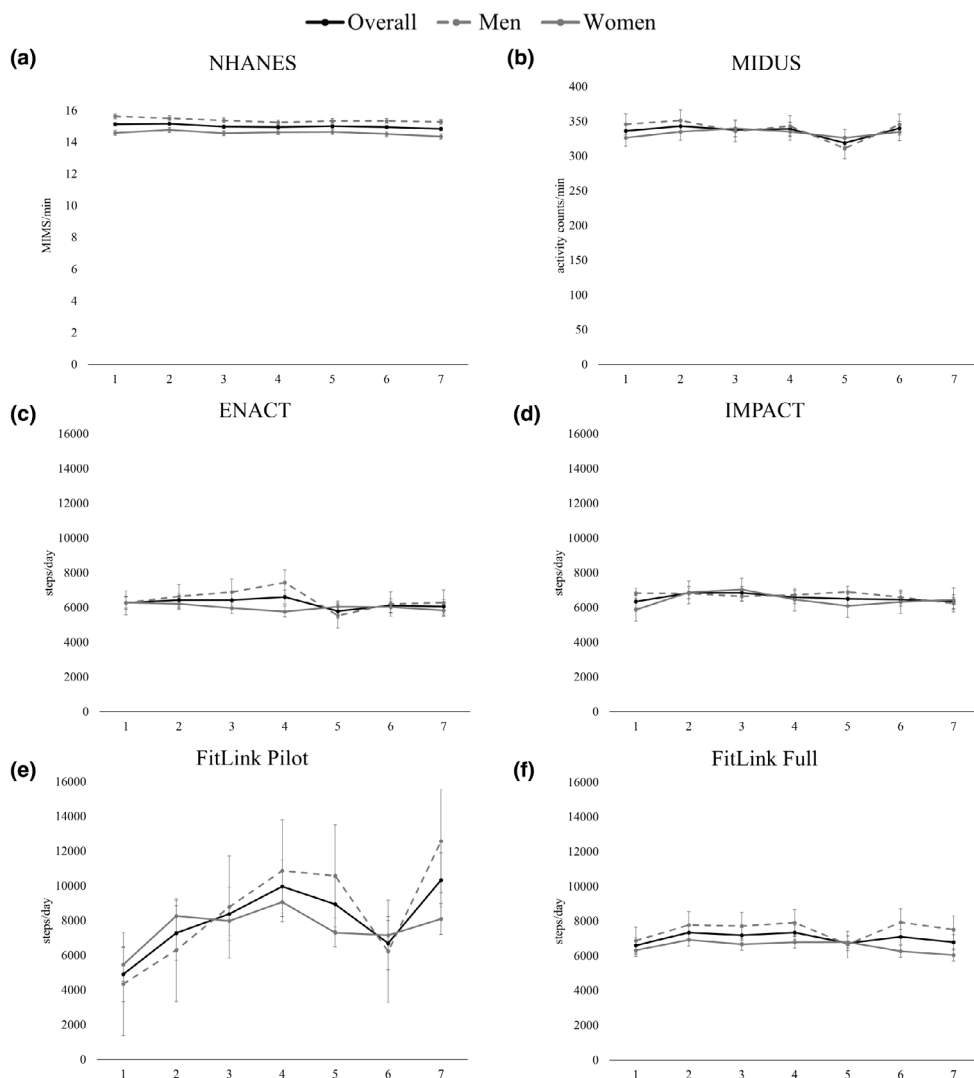 Overall Men Women
(a) NHANES
16
14
12
10
8
6
4
2
0
MIMS/min
1 2 3 4 5 6 7
(b) MIDUS
400
350
300
250
200
150
100
50
0
activity counts/min
1 2 3 4 5 6 7
(c) ENACT
16000
14000
12000
10000
8000
6000
4000
2000
0
steps/day
1 2 3 4 5 6 7
(d) IMPACT
16000
14000
12000
10000
8000
6000
4000
2000
0
steps/day
1 2 3 4 5 6 7
(e) FitLink Pilot
16000
14000
12000
10000
8000
6000
4000
2000
0
steps/day
1 2 3 4 5 6 7
(f) FitLink Full
16000
14000
12000
10000
8000
6000
4000
2000
0
steps/day
1 2 3 4 5 6 7